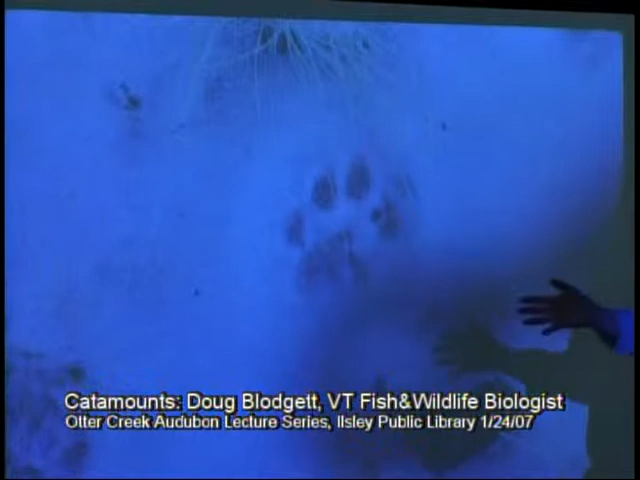 Catamounts: Doug Blodgett, VT Fish&Wildlife Biologist
Otter Creek Audubon Lecture Series, Ilsley Public Library 1/24/07